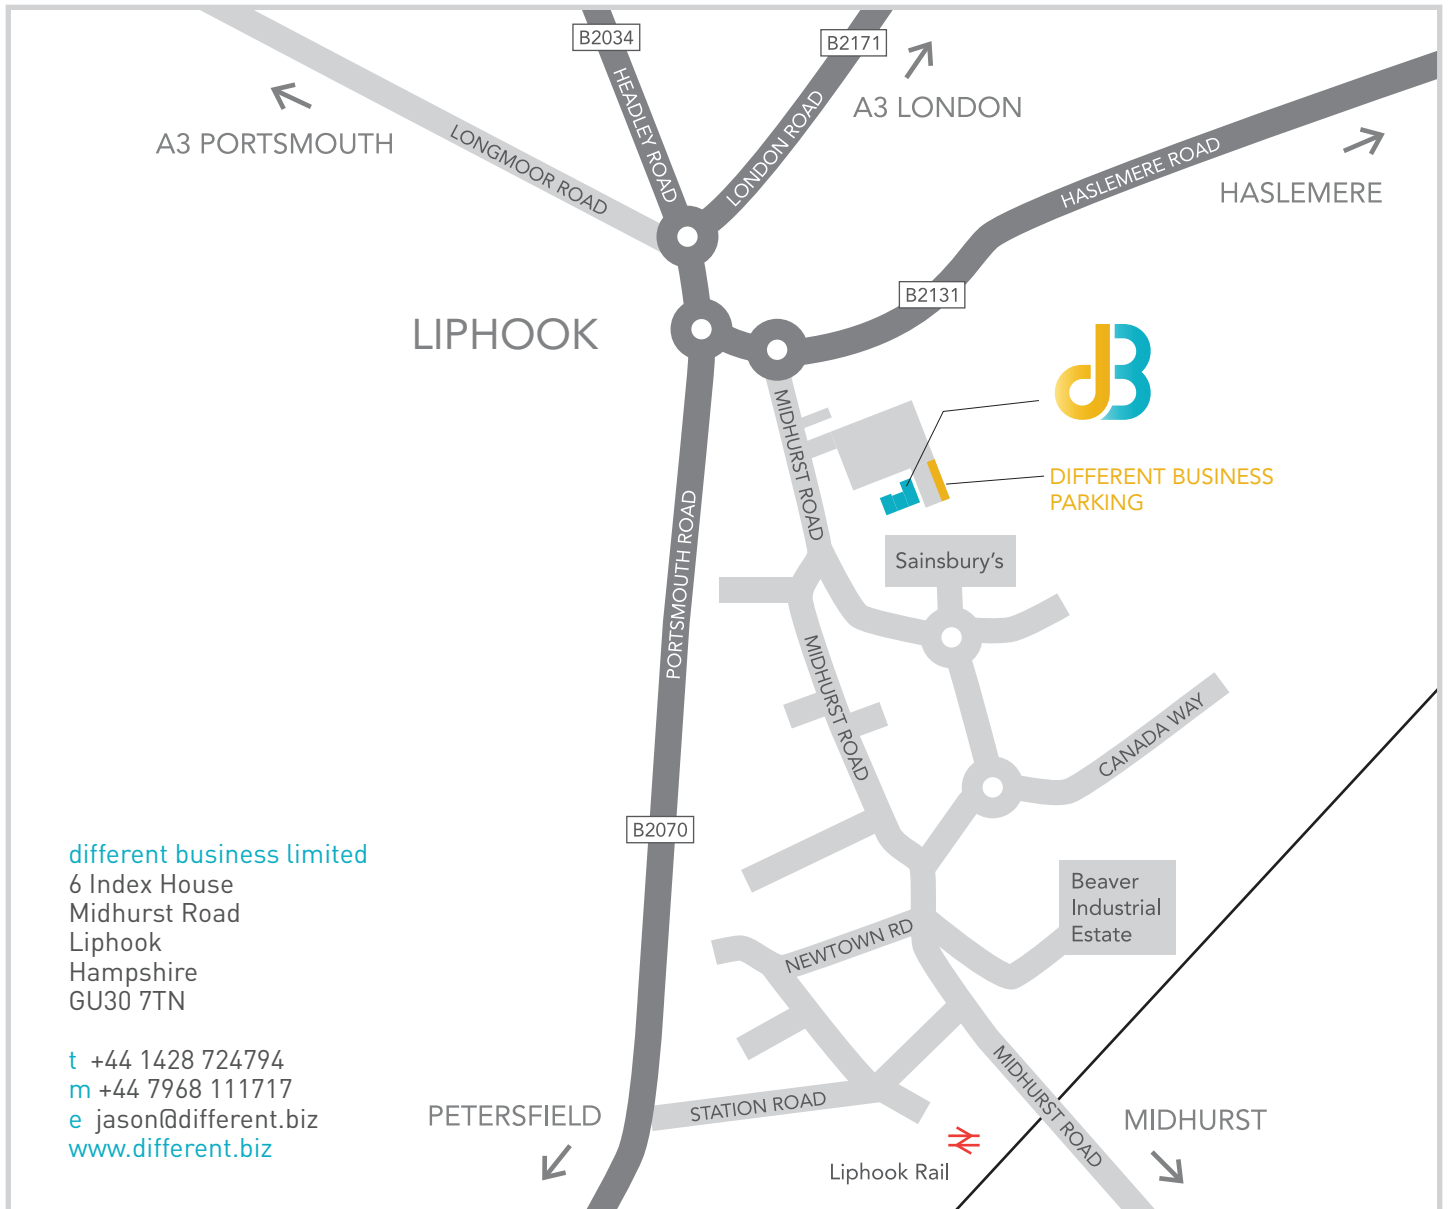 B2034
B2171
A3 LONDON
A3 PORTSMOUTH
LONGMOOR ROAD
HEADLEY ROAD
LONDON ROAD
HASLEMERE ROAD
HASLEMERE
B2131
LIPHOOK
dB
MIDHURST ROAD
DIFFERENT BUSINESS
PARKING
PORTSMOUTH ROAD
Sainsbury's
MIDHURST ROAD
CANADA WAY
B2070
different business limited
6 Index House
Midhurst Road
Liphook
Hampshire
GU30 7TN
t +44 1428 724794
m +44 7968 111717
e jason@different.biz
www.different.biz
Beaver
Industrial
Estate
NEWTOWN RD
STATION ROAD
MIDHURST ROAD
PETERSFIELD
MIDHURST
Liphook Rail